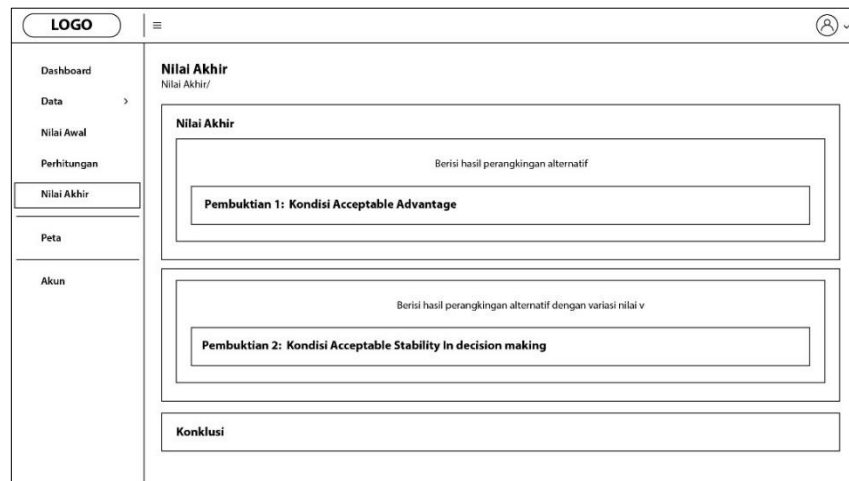 LOGO
Dashboard
Data
Nilai Awal
Perhitungan
Nilai Akhir
Peta
Akun
Nilai Akhir
Nilai Akhir/
Nilai Akhir
Berisi hasil perangkingan alternatif
Pembuktian 1: Kondisi Acceptable Advantage
Berisi hasil perangkingan alternatif dengan variasi nilai v
Pembuktian 2: Kondisi Acceptable Stability In decision making
Konklusi